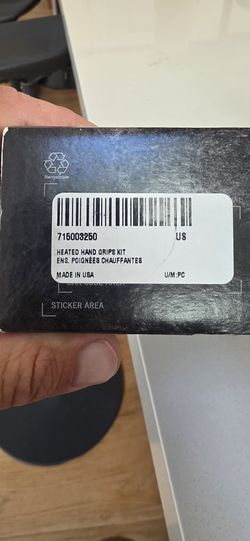 715003250 US
HEATED HAND GRIPS KIT
ENS. POIGNÉES CHAUFFANTES
MADE IN USA U/M:PC
STICKER AREA